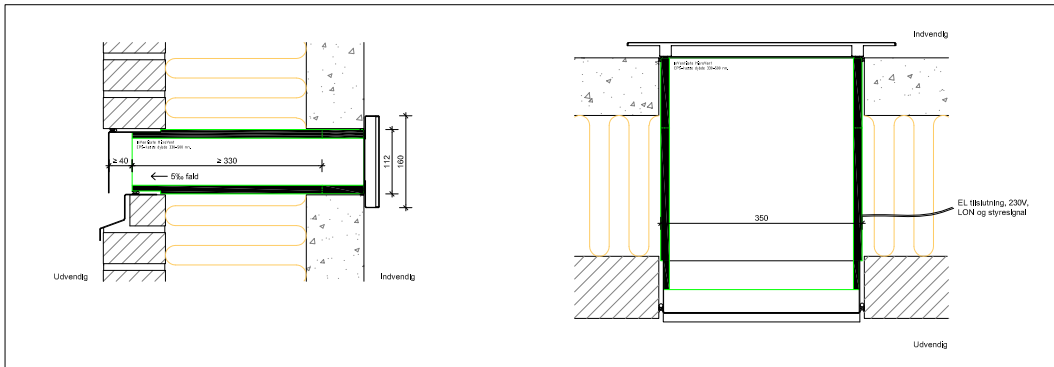 ≥ 40
≥ 330
5‰ fald
112
160
Udvendig
Indvendig
Indvendig
350
EL tilslutning, 230V,
LON og styresignal
Udvendig